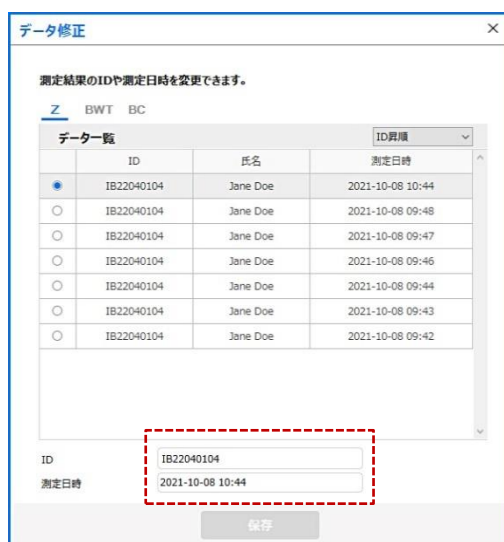 データ修正
測定結果のIDや測定日時を変更できます。
Z BWT BC
データ一覧 ID昇順
ID 氏名 測定日時
IB22040104 Jane Doe 2021-10-08 10:44
IB22040104 Jane Doe 2021-10-08 09:48
IB22040104 Jane Doe 2021-10-08 09:47
IB22040104 Jane Doe 2021-10-08 09:46
IB22040104 Jane Doe 2021-10-08 09:44
IB22040104 Jane Doe 2021-10-08 09:43
IB22040104 Jane Doe 2021-10-08 09:42
ID IB22040104
測定日時 2021-10-08 10:44
保存